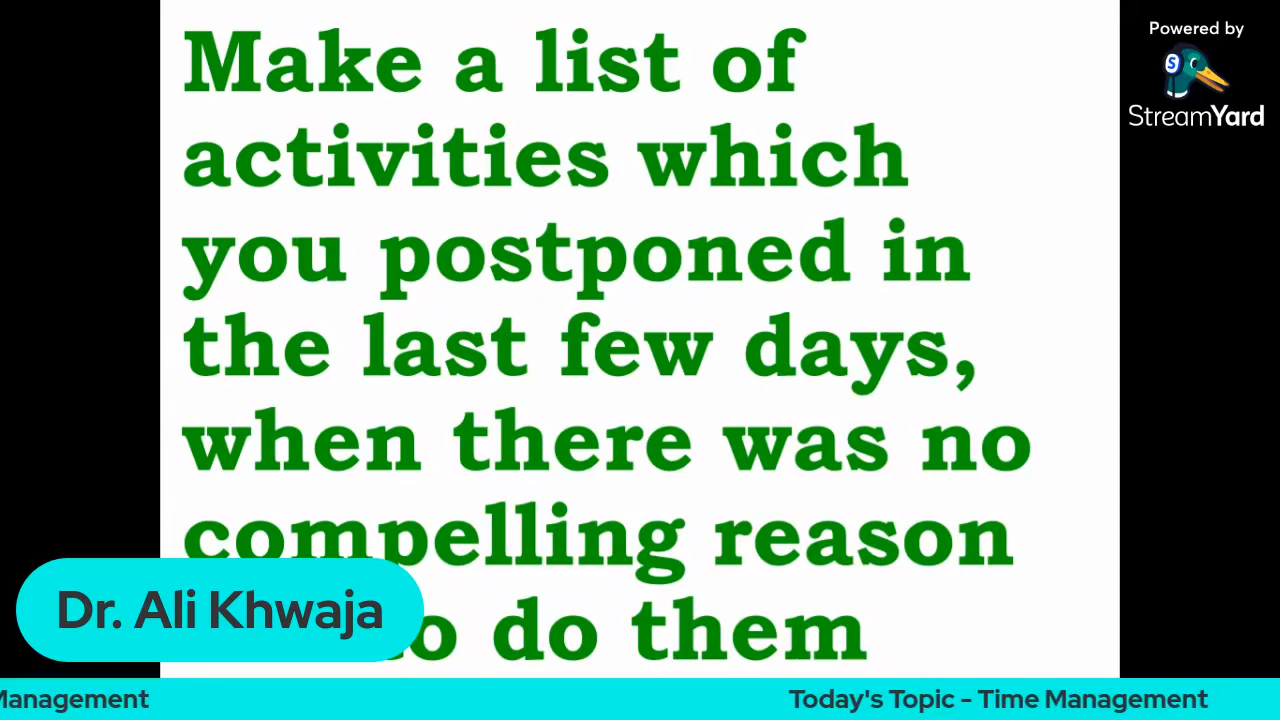 Make a list of
activities which
you postponed in
the last few days,
when there was no
compelling reason
do them
Dr. Ali Khwaja
Management
Today's Topic - Time Management
Powered by
S
StreamYard